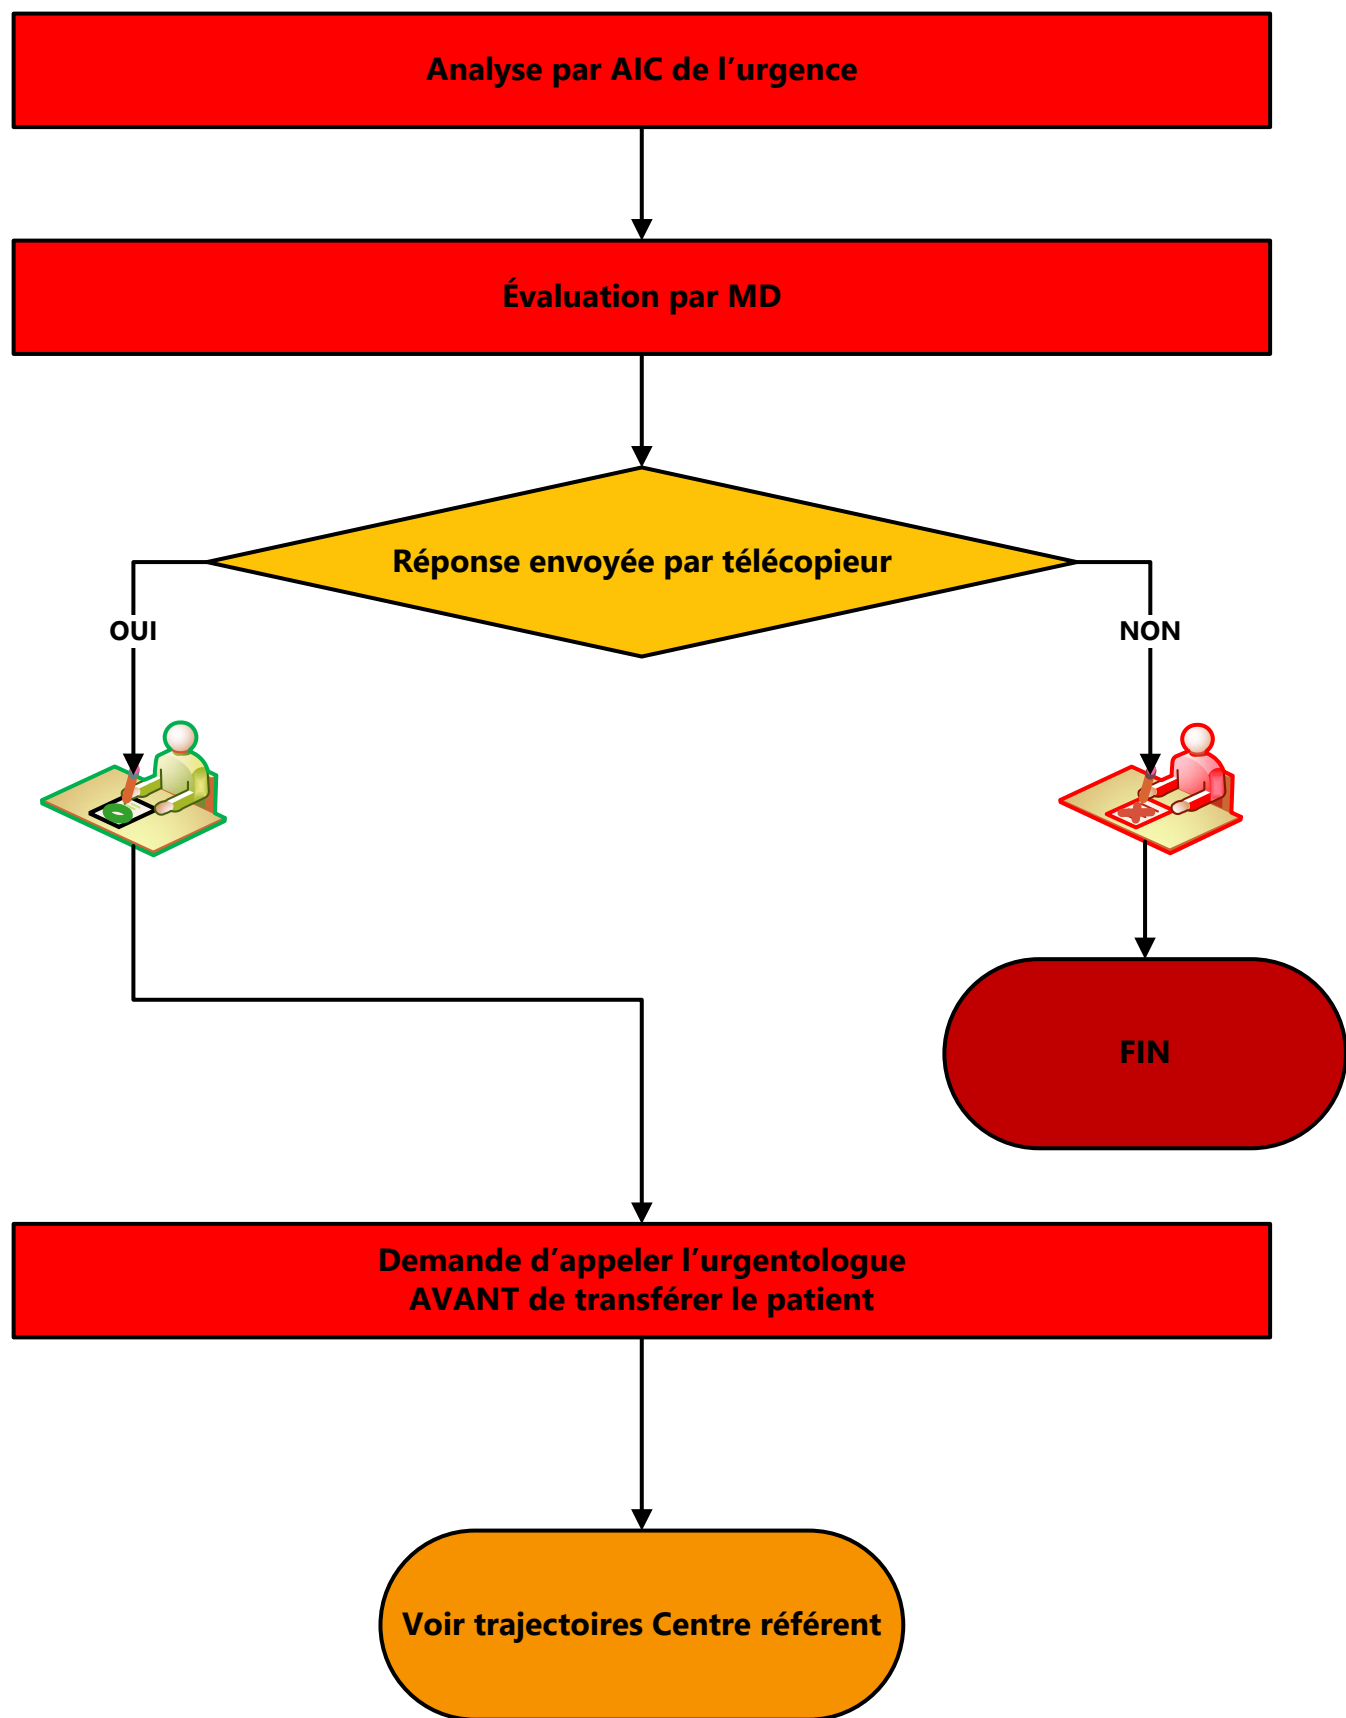 Analyse par AIC de l’urgence
Évaluation par MD
Réponse envoyée par télécopieur
OUI
NON
FIN
Demande d’appeler l’urgentologue
AVANT de transférer le patient
Voir trajectoires Centre référent